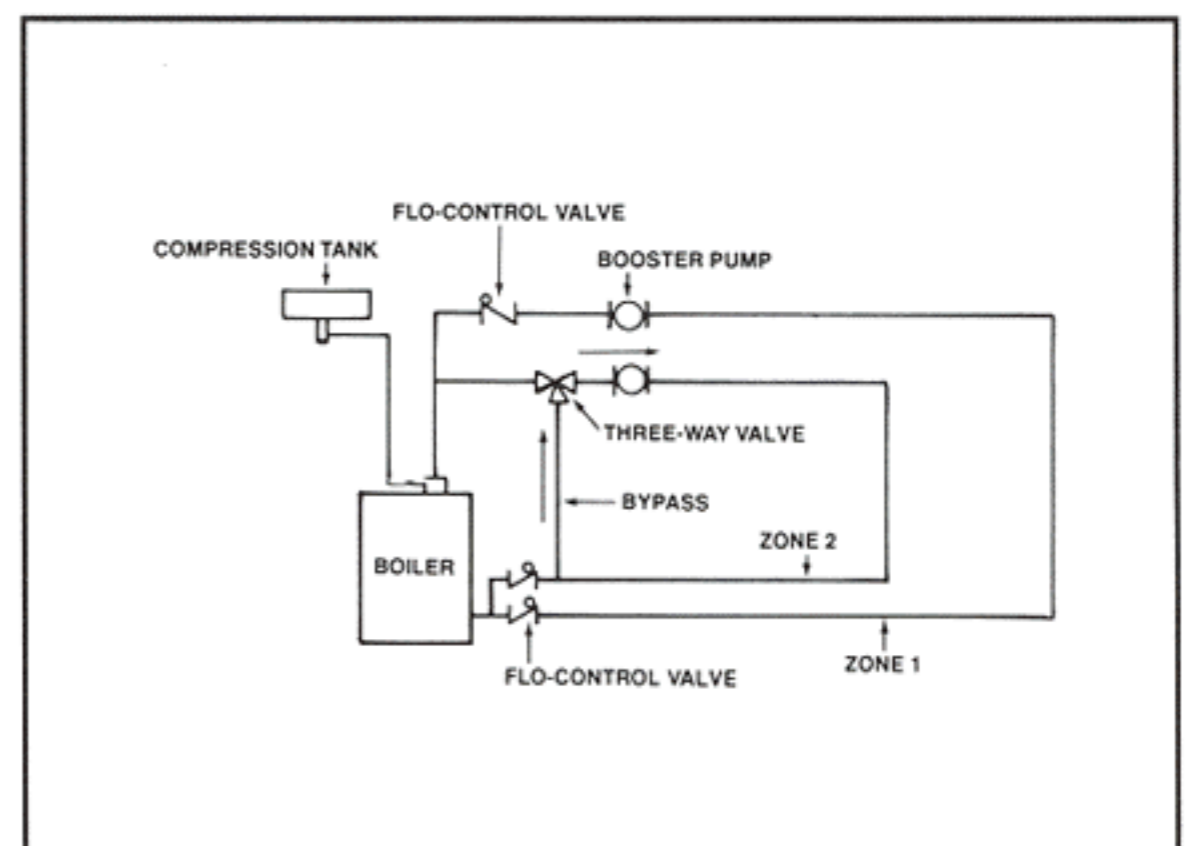 FLO-CONTROL VALVE
COMPRESSION TANK
BOOSTER PUMP
THREE-WAY VALVE
BYPASS
ZONE 2
BOILER
ZONE 1
FLO-CONTROL VALVE